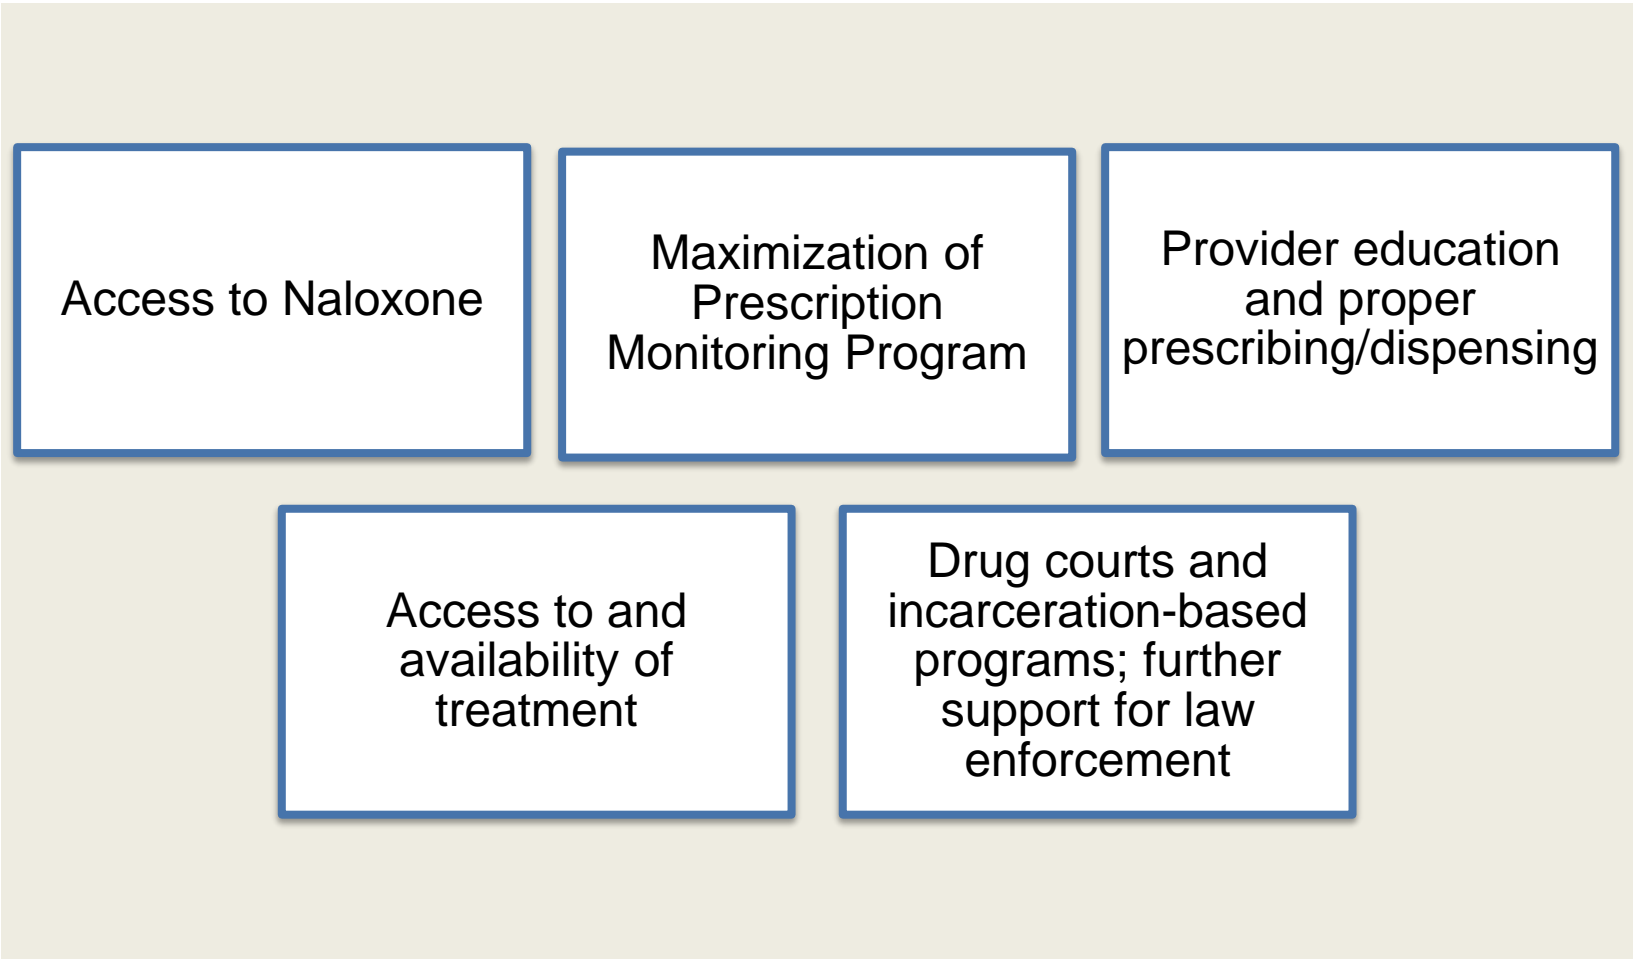 Access to Naloxone
Maximization of
Prescription
Monitoring Program
Provider education
and proper
prescribing/dispensing
Access to and
availability of
treatment
Drug courts and
incarceration-based
programs; further
support for law
enforcement